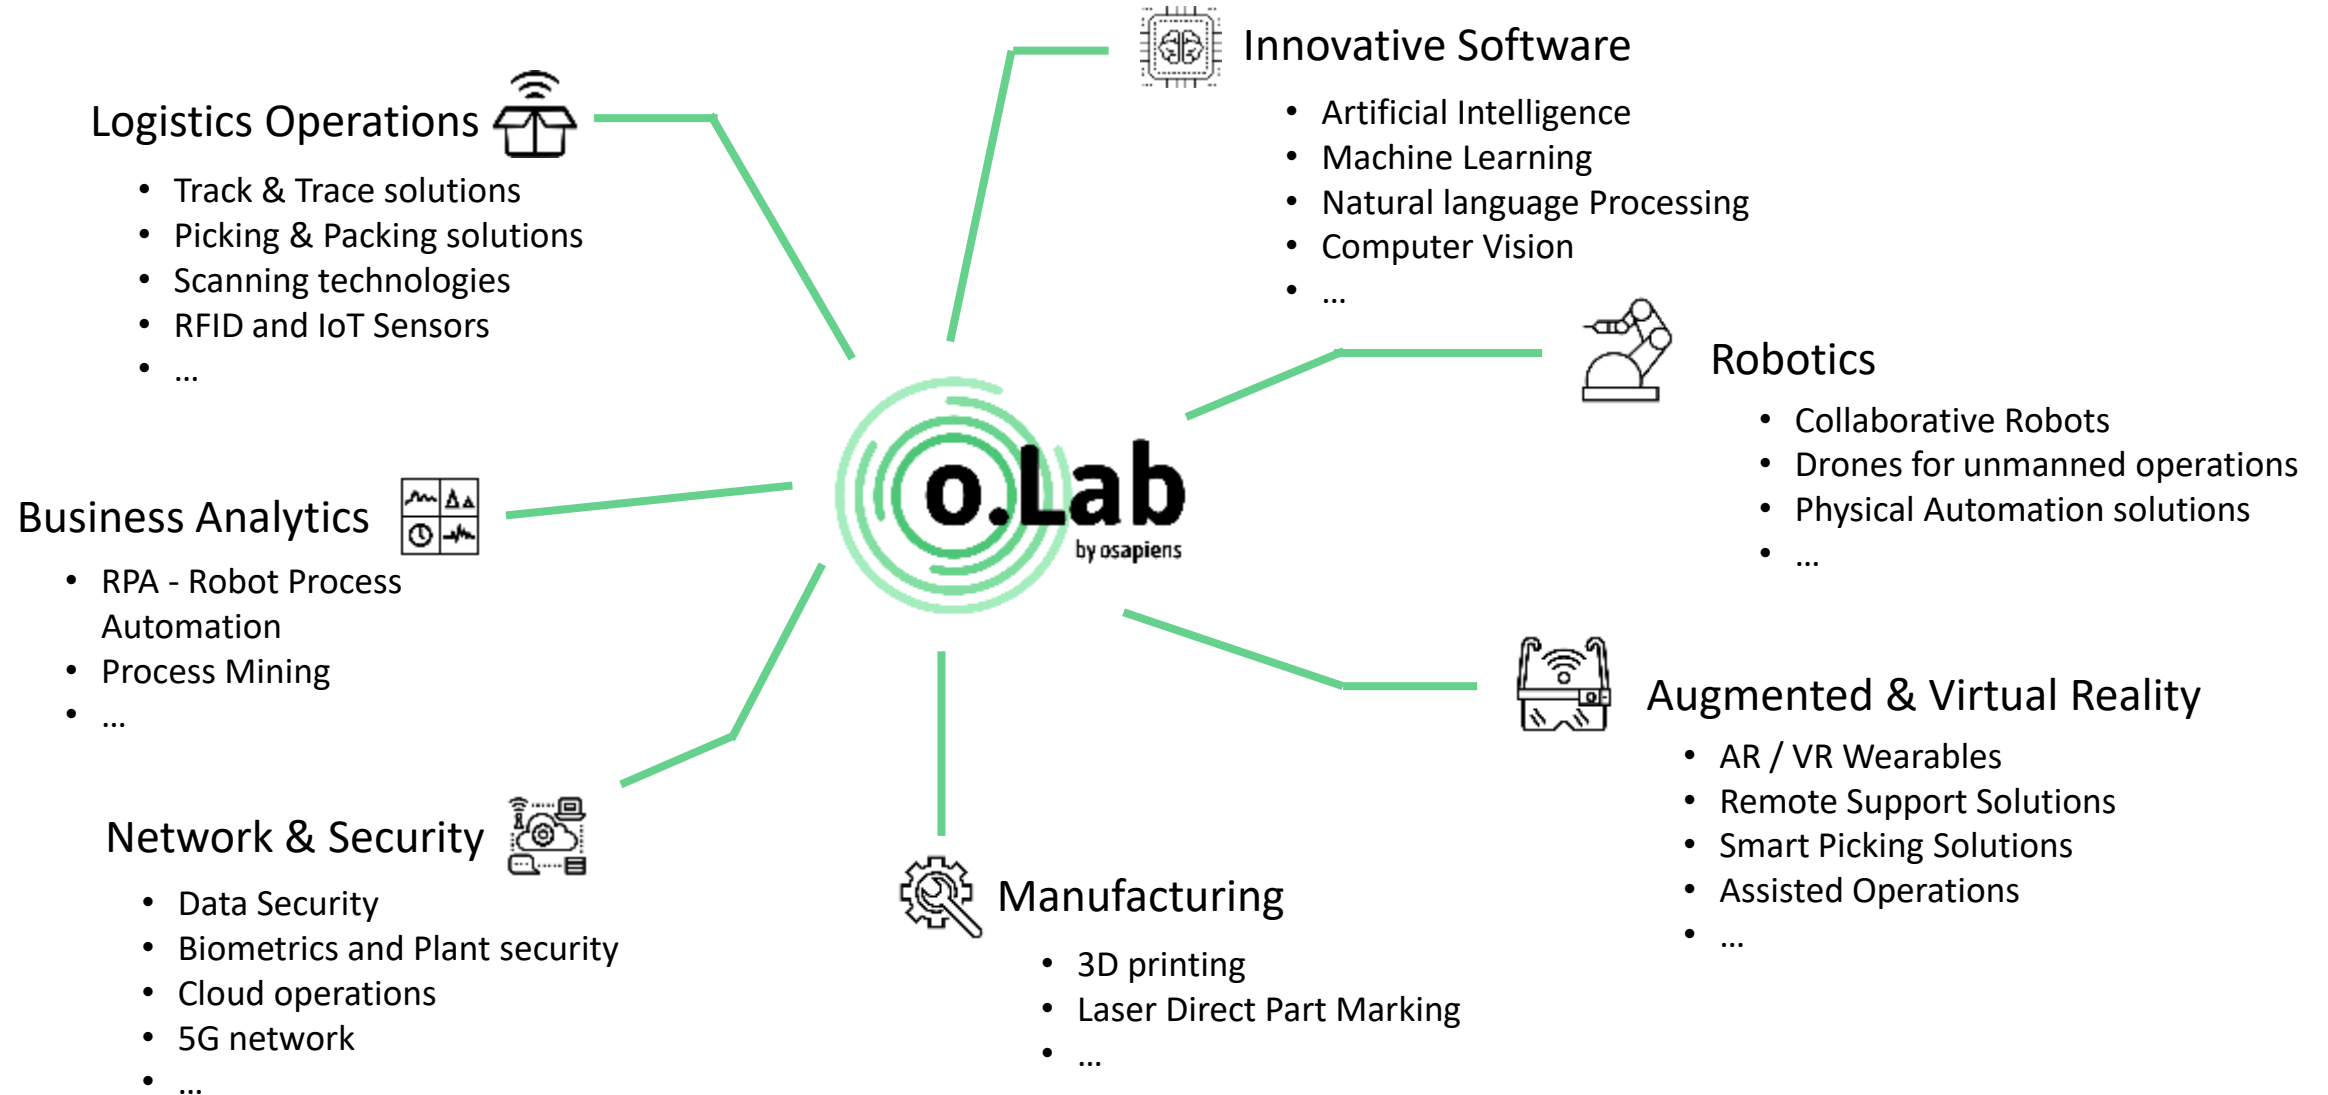 Logistics Operations
• Track & Trace solutions
• Picking & Packing solutions
• Scanning technologies
• RFID and IoT Sensors
• ...
Innovative Software
• Artificial Intelligence
• Machine Learning
• Natural language Processing
• Computer Vision
• ...
Robotics
• Collaborative Robots
• Drones for unmanned operations
• Physical Automation solutions
• ...
o.Lab
by osapiens
Business Analytics
• RPA - Robot Process
Automation
• Process Mining
• ...
Augmented & Virtual Reality
• AR / VR Wearables
• Remote Support Solutions
• Smart Picking Solutions
• Assisted Operations
• ...
Network & Security
• Data Security
• Biometrics and Plant security
• Cloud operations
• 5G network
• ...
Manufacturing
• 3D printing
• Laser Direct Part Marking
• ...